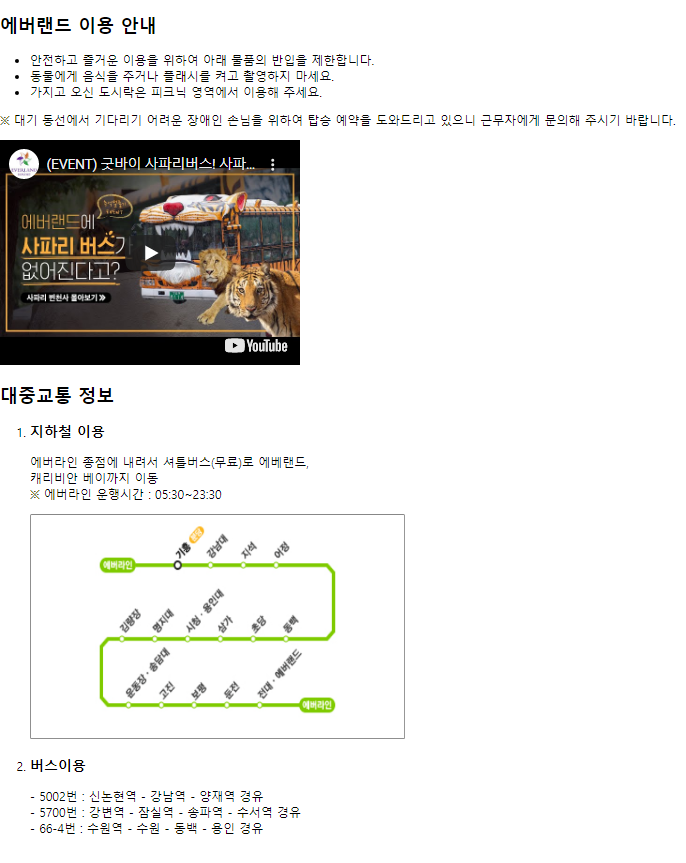 에버랜드 이용 안내
안전하고 즐거운 이용을 위하여 아래 물품의 반입을 제한합니다.
동물에게 음식을 주거나 플래시를 켜고 촬영하지 마세요.
가지고 오신 도시락은 피크닉 영역에서 이용해 주세요.
※ 대기 동선에서 기다리기 어려운 장애인 손님을 위하여 탑승 예약을 도와드리고 있으니 근무자에게 문의해 주시기 바랍니다.
(EVENT) 굿바이 사파리버스! 사파...
EVENT
에버랜드에
사파리 버스가
없어진다고?
사파리 변천사 몰아보기
YouTube
대중교통 정보
1. 지하철 이용
에버라인 종점에 내려서 셔틀버스(무료)로 에베랜드,
캐리비안 베이까지 이동
※ 에버라인 운행시간 : 05:30~23:30
에버라인 기흥 강남대 지석 어정
김량장 명지대 시청·용인대 삼가 초당 동백
운동장·송담대 고진 보평 둔전 전대·에버랜드 에버라인
2. 버스이용
- 5002번 : 신논현역 - 강남역 - 양재역 경유
- 5700번 : 강변역 - 잠실역 - 송파역 - 수서역 경유
- 66-4번 : 수원역 - 수원 - 동백 - 용인 경유